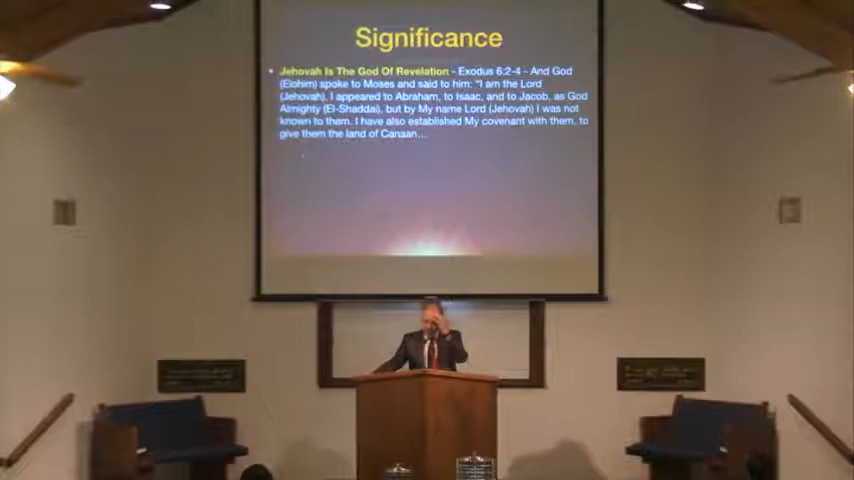 Significance
• Jehovah Is The God Of Revelation - Exodus 6:2-4 - And God
(Elohim) spoke to Moses and said to him: "I am the Lord
(Jehovah). I appeared to Abraham, to Isaac, and to Jacob, as God
Almighty (El-Shaddai), but by My name Lord (Jehovah) I was not
known to them. I have also established My covenant with them, to
give them the land of Canaan...